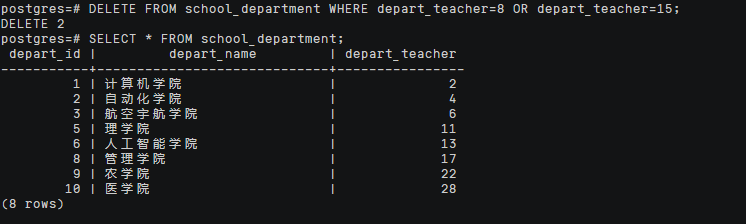 postgres=# DELETE FROM school_department WHERE depart_teacher=8 OR depart_teacher=15;
DELETE 2
postgres=# SELECT * FROM school_department;
 depart_id |         depart_name         | depart_teacher
-----------+-----------------------------+----------------
         1 | 计算机学院                  |              2
         2 | 自动化学院                  |              4
         3 | 航空宇航学院                |              6
         5 | 理学院                      |             11
         6 | 人工智能学院                |             13
         8 | 管理学院                    |             17
         9 | 农学院                      |             22
        10 | 医学院                      |             28
(8 rows)